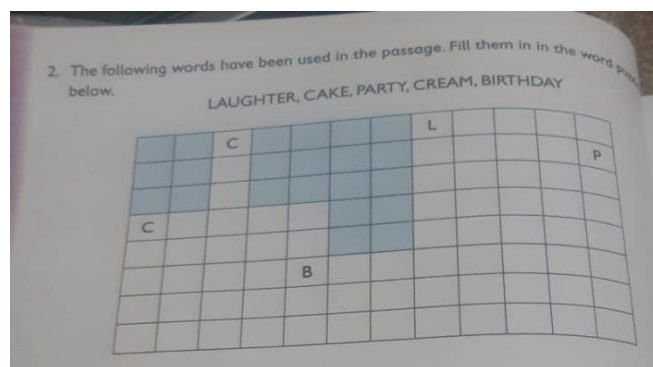 2. The following words have been used in the passage. Fill them in in the word
below.
LAUGHTER, CAKE, PARTY, CREAM, BIRTHDAY
C
L
P
C
B